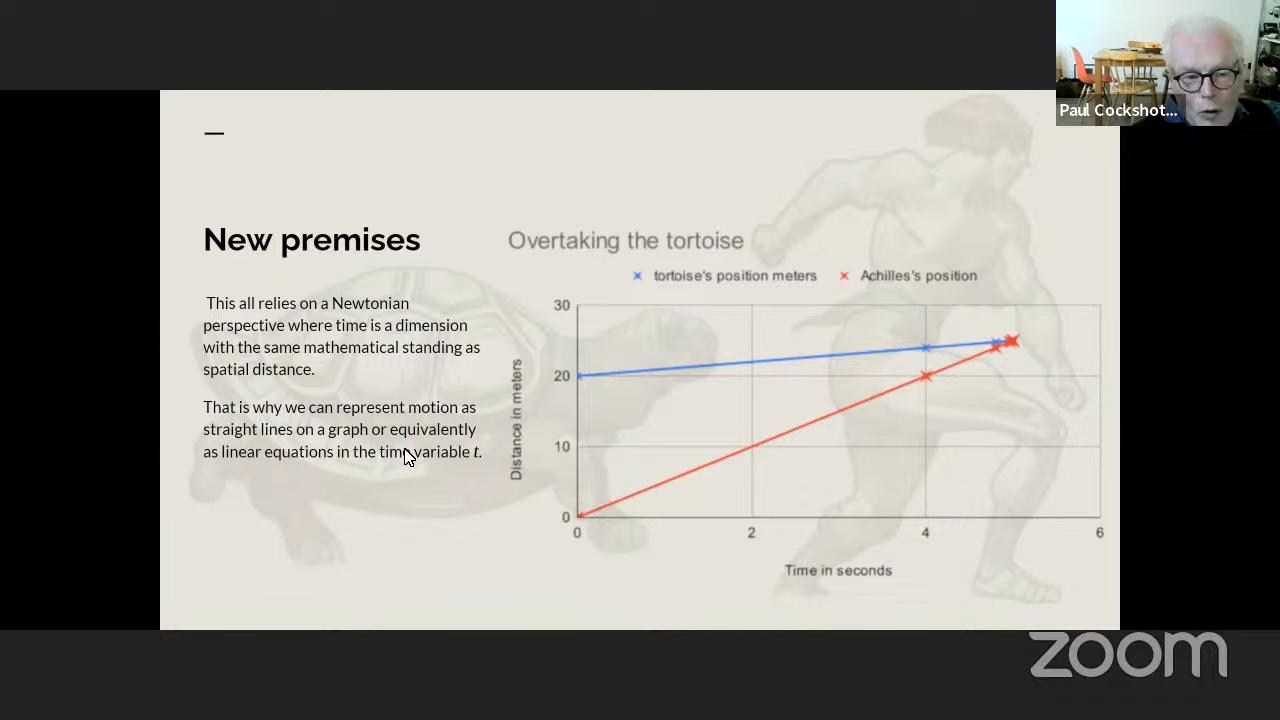 Paul Cockshot...
New premises
This all relies on a Newtonian
perspective where time is a dimension
with the same mathematical standing as
spatial distance.
That is why we can represent motion as
straight lines on a graph or equivalently
as linear equations in the time variable t.
Overtaking the tortoise
tortoise's position meters
Achilles's position
Distance in meters
30
20
10
0
0
2
4
6
Time in seconds
zoom